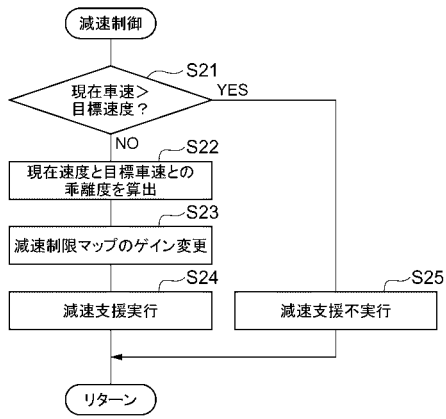 減速制御
S21
現在車速＞
目標速度？
YES
NO
S22
現在速度と目標車速との
乖離度を算出
S23
減速制限マップのゲイン変更
S24
減速支援実行
S25
減速支援不実行
リターン